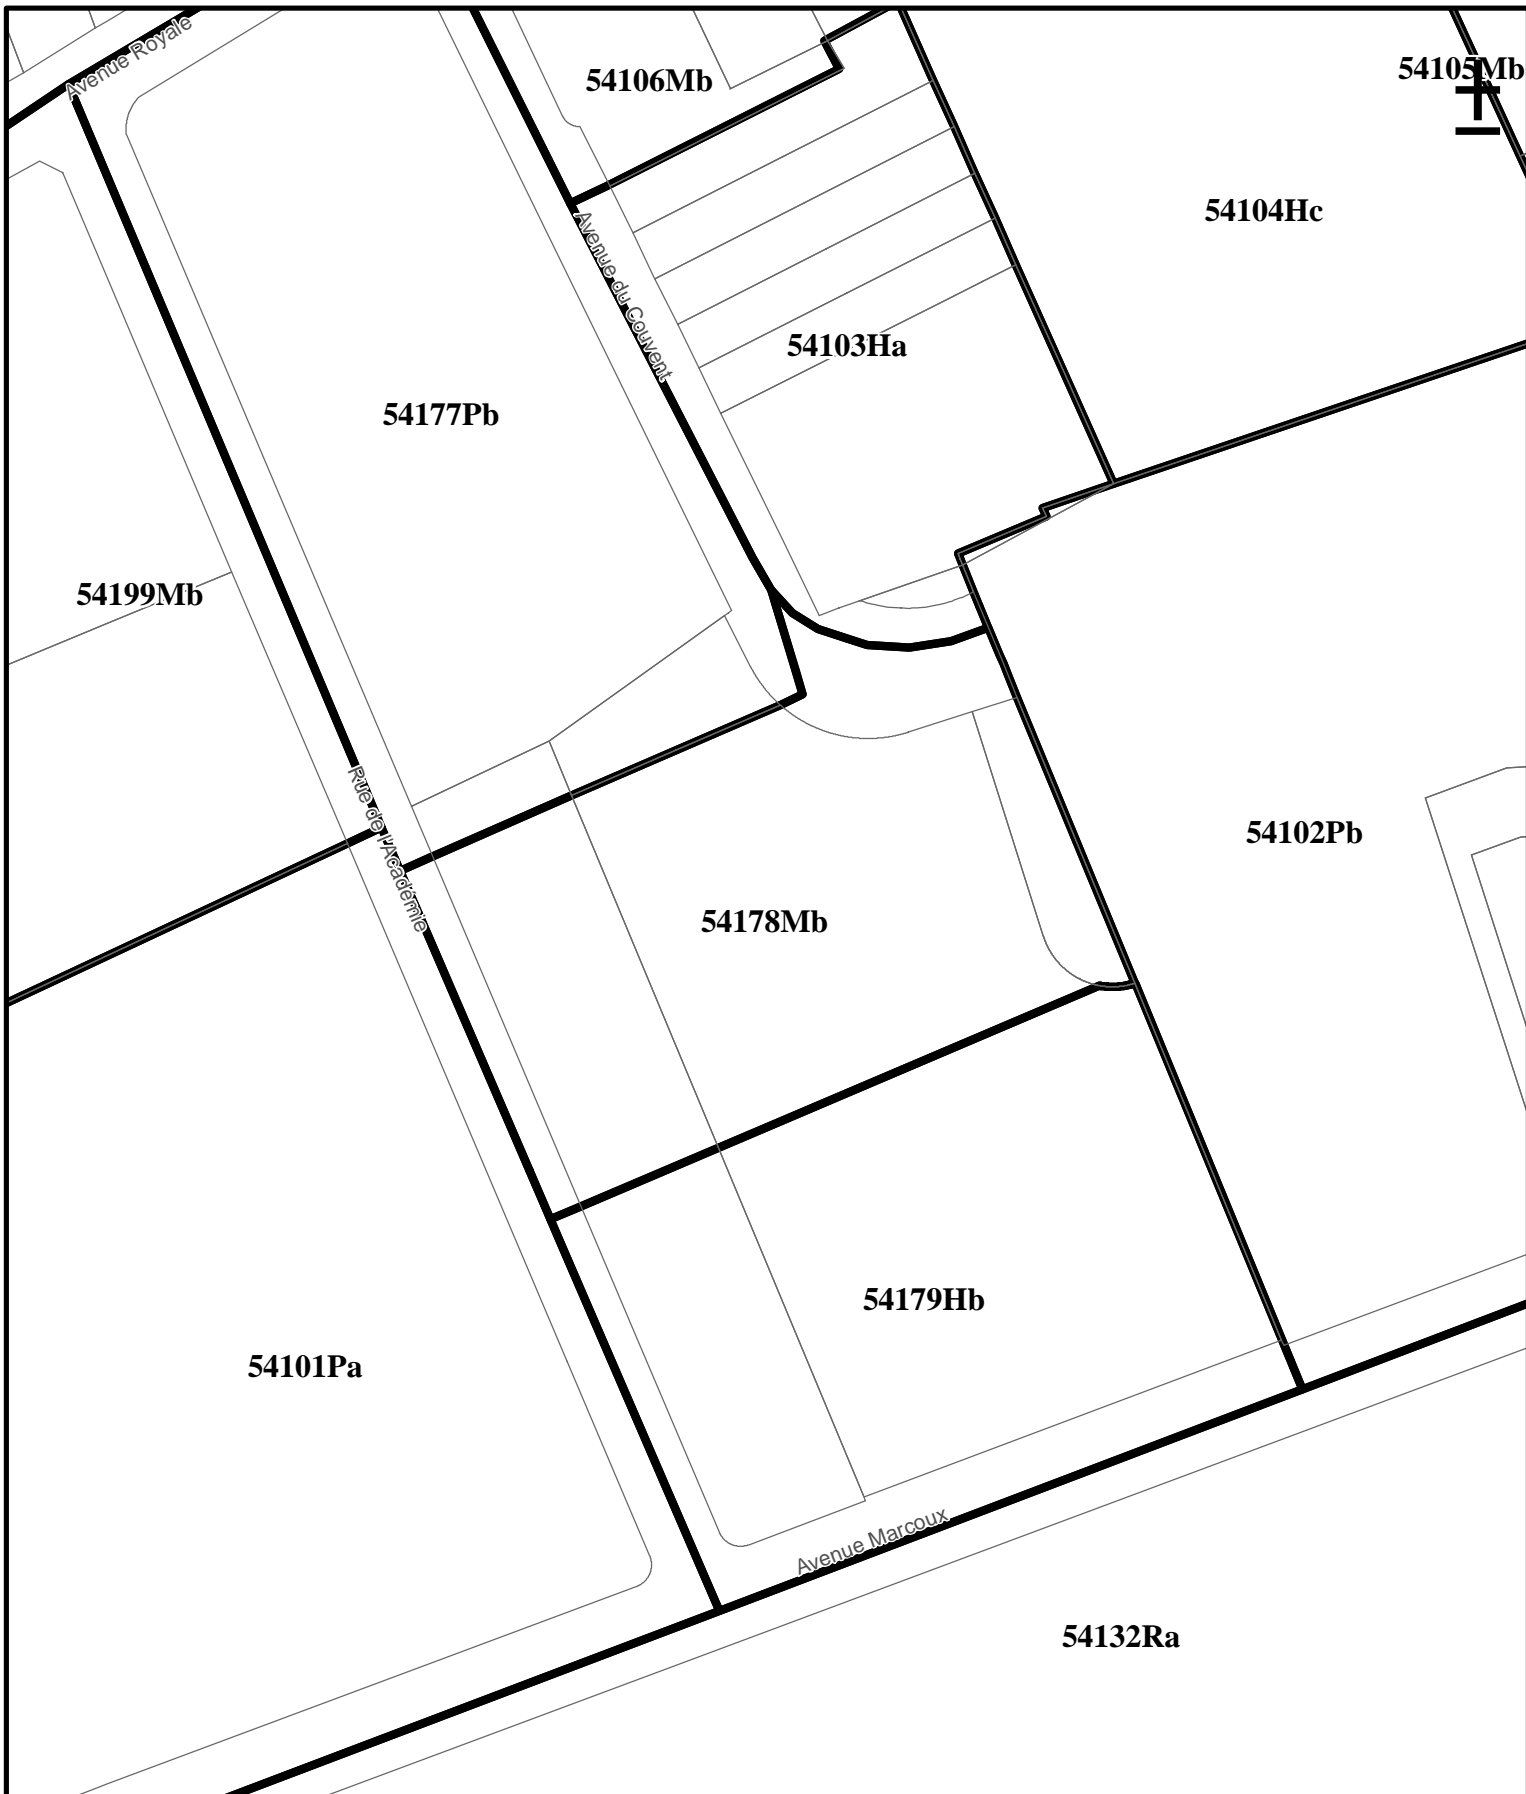 Avenue Royale
54106Mb
54105Mb
54104Hc
Avenue du Couvent
54103Ha
54177Pb
54199Mb
Rue de l'Académie
54102Pb
54178Mb
54179Hb
54101Pa
Avenue Marcoux
54132Ra